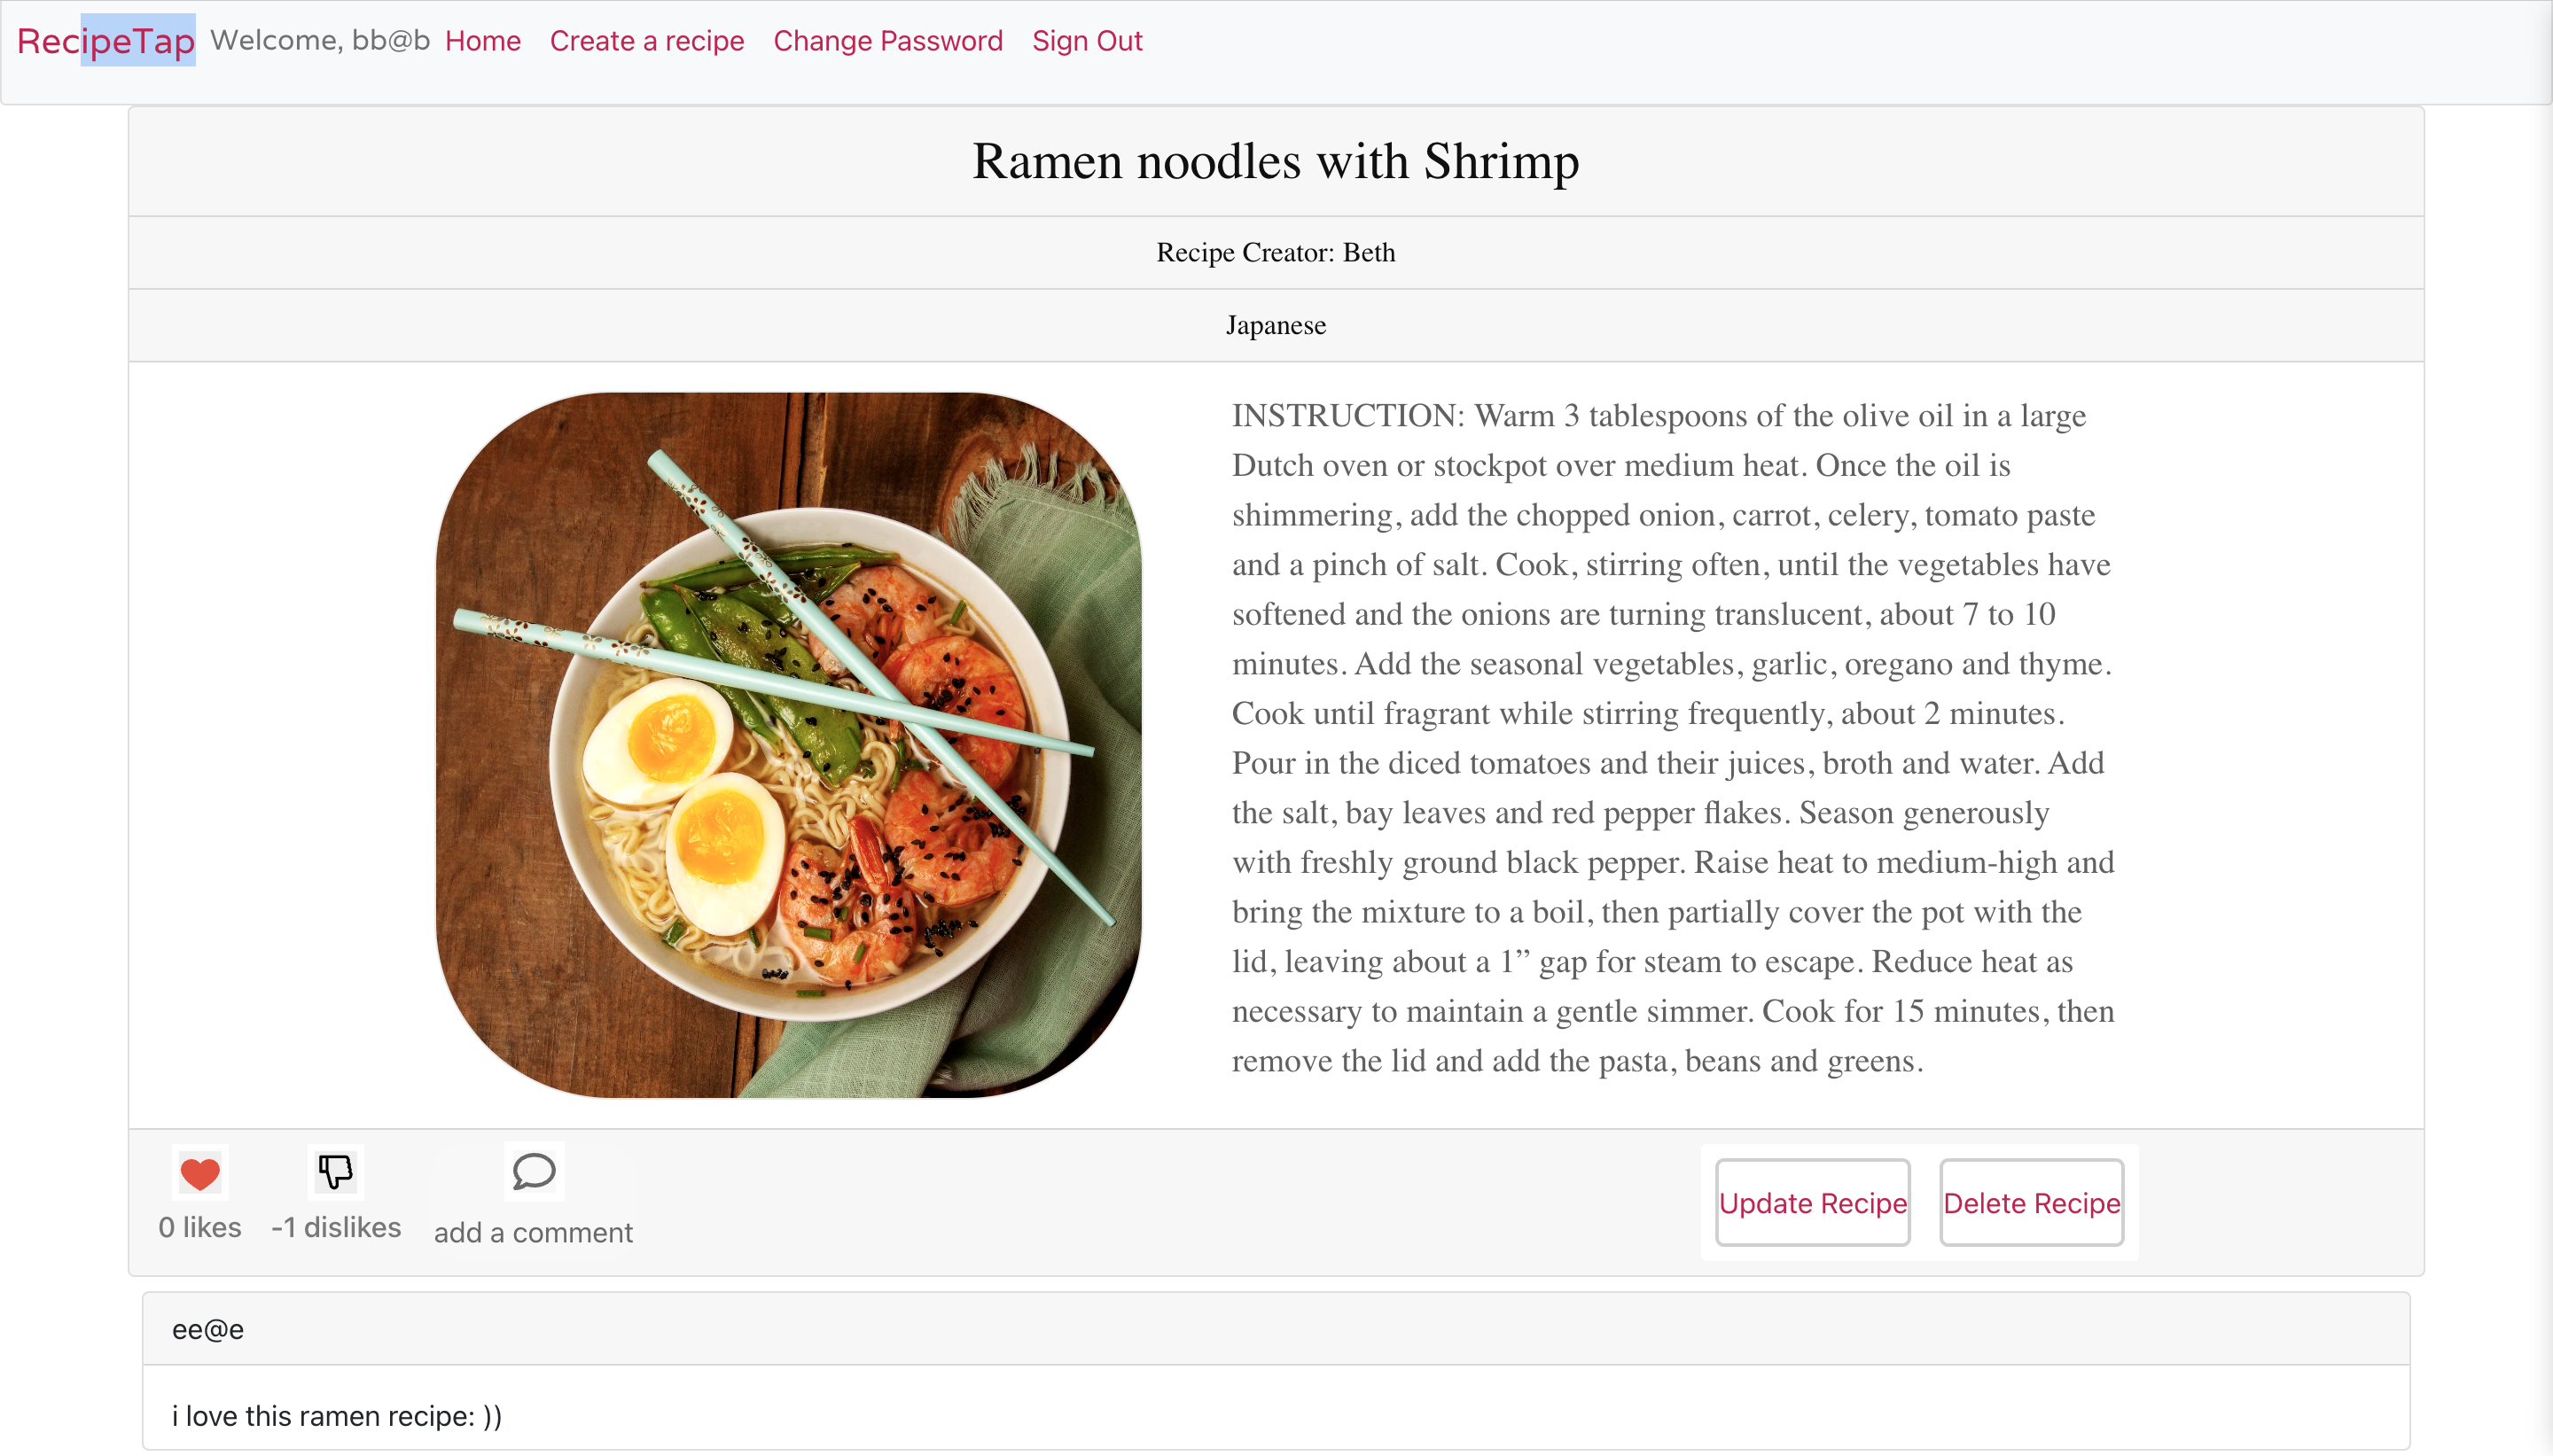 RecipeTap Welcome, bb@b Home Create a recipe Change Password Sign Out
Ramen noodles with Shrimp
Recipe Creator: Beth
Japanese
INSTRUCTION: Warm 3 tablespoons of the olive oil in a large
Dutch oven or stockpot over medium heat. Once the oil is
shimmering, add the chopped onion, carrot, celery, tomato paste
and a pinch of salt. Cook, stirring often, until the vegetables have
softened and the onions are turning translucent, about 7 to 10
minutes. Add the seasonal vegetables, garlic, oregano and thyme.
Cook until fragrant while stirring frequently, about 2 minutes.
Pour in the diced tomatoes and their juices, broth and water. Add
the salt, bay leaves and red pepper flakes. Season generously
with freshly ground black pepper. Raise heat to medium-high and
bring the mixture to a boil, then partially cover the pot with the
lid, leaving about a 1” gap for steam to escape. Reduce heat as
necessary to maintain a gentle simmer. Cook for 15 minutes, then
remove the lid and add the pasta, beans and greens.
0 likes -1 dislikes add a comment
Update Recipe Delete Recipe
ee@e
i love this ramen recipe: ))